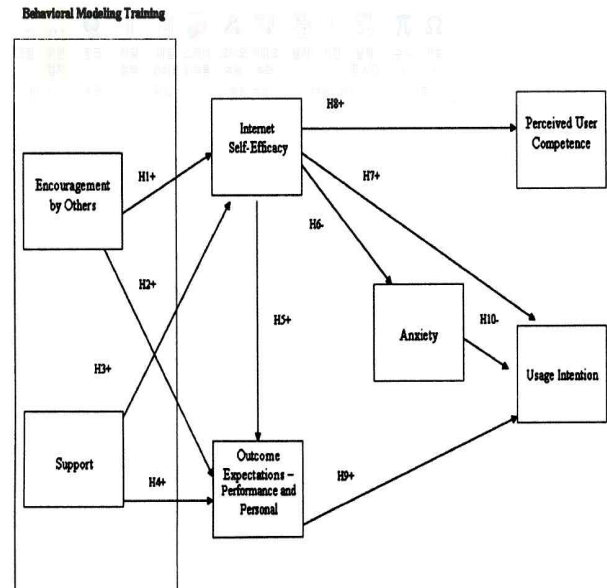 Behavioral Modeling Training
Internet
Self-Efficacy
H8+
Perceived User
Competence
Encouragement
by Others
H1+
H7+
H6-
H2+
H5+
Anxiety
H10-
Usage Intention
H3+
Support
H4+
Outcome
Expectations –
Performance and
Personal
H9+